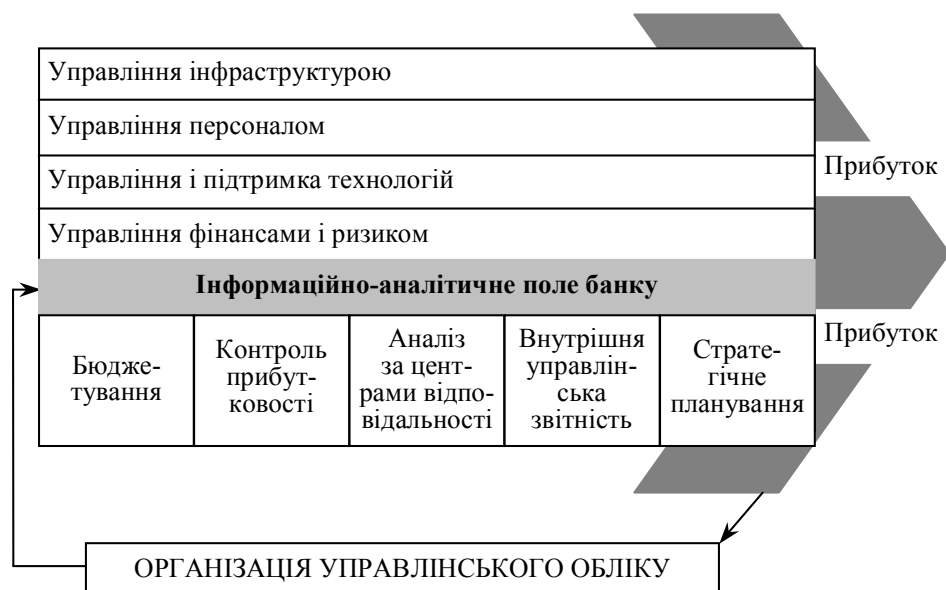 Управління інфраструктурою
Управління персоналом
Прибуток
Управління і підтримка технологій
Управління фінансами і ризиком
Інформаційно-аналітичне поле банку
Бюдже-
тування
Контроль
прибут-
ковості
Аналіз
за цент-
рами відпо-
відальності
Внутрішня
управлін-
ська
звітність
Страте-
гічне
планування
Прибуток
ОРГАНІЗАЦІЯ УПРАВЛІНСЬКОГО ОБЛІКУ